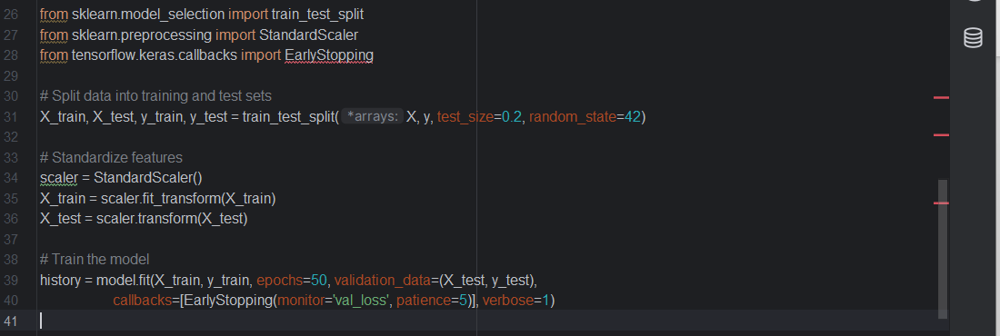 26 from sklearn.model_selection import train_test_split
27 from sklearn.preprocessing import StandardScaler
28 from tensorflow.keras.callbacks import EarlyStopping
29
30 # Split data into training and test sets
31 X_train, X_test, y_train, y_test = train_test_split( *arrays: X, y, test_size=0.2, random_state=42)
32
33 # Standardize features
34 scaler = StandardScaler()
35 X_train = scaler.fit_transform(X_train)
36 X_test = scaler.transform(X_test)
37
38 # Train the model
39 history = model.fit(X_train, y_train, epochs=50, validation_data=(X_test, y_test),
40 callbacks=[EarlyStopping(monitor='val_loss', patience=5)], verbose=1)
41